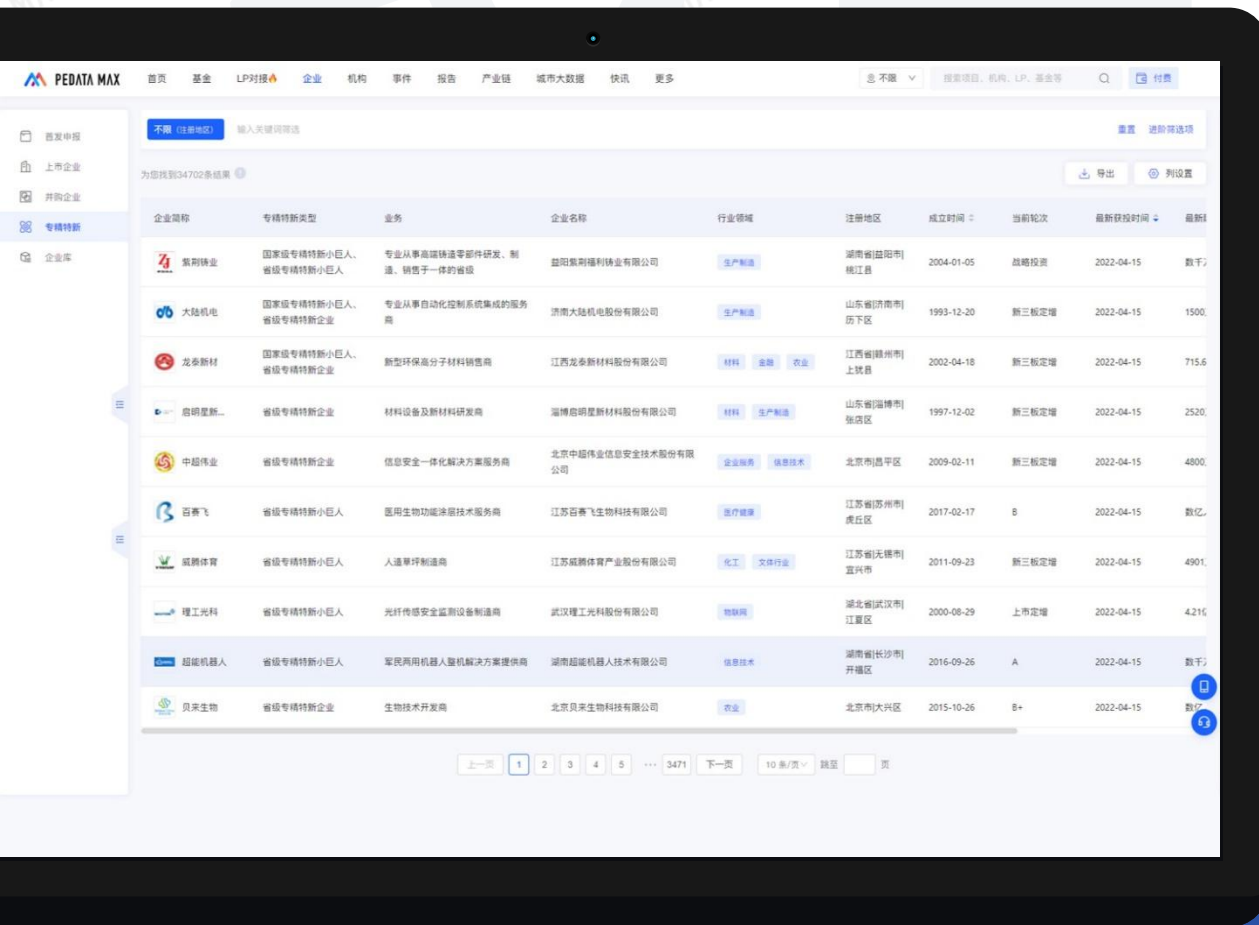 PEDATA MAX 首页 基金 LP对接 企业 机构 事件 报告 产业链 城市大数据 快讯 更多 不限 搜索项目、机构、LP、基金等 付费
首发申报
上市企业
并购企业
专精特新
企业库
不限（注册地区） 输入关键词筛选 重置 进阶筛选项
为您找到34702条结果 导出 列设置
企业简称 专精特新类型 业务 企业名称 行业领域 注册地区 成立时间 当前轮次 最新获投时间 最新
紫荆铸业 国家级专精特新小巨人、 专业从事高端铸造零部件研发、制 益阳紫荆福利铸业有限公司 生产制造 湖南省|益阳市| 2004-01-05 战略投资 2022-04-15 数千
省级专精特新小巨人 造、销售于一体的省级 桃江县
大陆机电 国家级专精特新小巨人、 专业从事自动化控制系统集成的服务 济南大陆机电股份有限公司 生产制造 山东省|济南市| 1993-12-20 新三板定增 2022-04-15 1500
省级专精特新企业 商 历下区
龙泰新材 国家级专精特新小巨人、 新型环保高分子材料销售商 江西龙泰新材料股份有限公司 材料 金融 农业 江西省|赣州市| 2002-04-18 新三板定增 2022-04-15 715.6
省级专精特新企业 上犹县
启明星新... 省级专精特新企业 材料设备及新材料研发商 淄博启明星新材料股份有限公司 材料 生产制造 山东省|淄博市| 1997-12-02 新三板定增 2022-04-15 2520
张店区
中超伟业 省级专精特新企业 信息安全一体化解决方案服务商 北京中超伟业信息安全技术股份有限 企业服务 信息技术 北京市|昌平区 2009-02-11 新三板定增 2022-04-15 4800
公司
百赛飞 省级专精特新小巨人 医用生物功能涂层技术服务商 江苏百赛飞生物科技有限公司 医疗健康 江苏省|苏州市| 2017-02-17 B 2022-04-15 数亿
虎丘区
威腾体育 省级专精特新小巨人 人造草坪制造商 江苏威腾体育产业股份有限公司 化工 文体行业 江苏省|无锡市| 2011-09-23 新三板定增 2022-04-15 4901
宜兴市
理工光科 省级专精特新小巨人 光纤传感安全监测设备制造商 武汉理工光科股份有限公司 物联网 湖北省|武汉市| 2000-08-29 上市定增 2022-04-15 4.21亿
江夏区
超能机器人 省级专精特新小巨人 军民两用机器人整机解决方案提供商 湖南超能机器人技术有限公司 信息技术 湖南省|长沙市| 2016-09-26 A 2022-04-15 数千
开福区
贝来生物 省级专精特新企业 生物技术开发商 北京贝来生物科技有限公司 农业 北京市|大兴区 2015-10-26 B+ 2022-04-15 数亿
上一页 1 2 3 4 5 ··· 3471 下一页 10 条/页 跳至 页